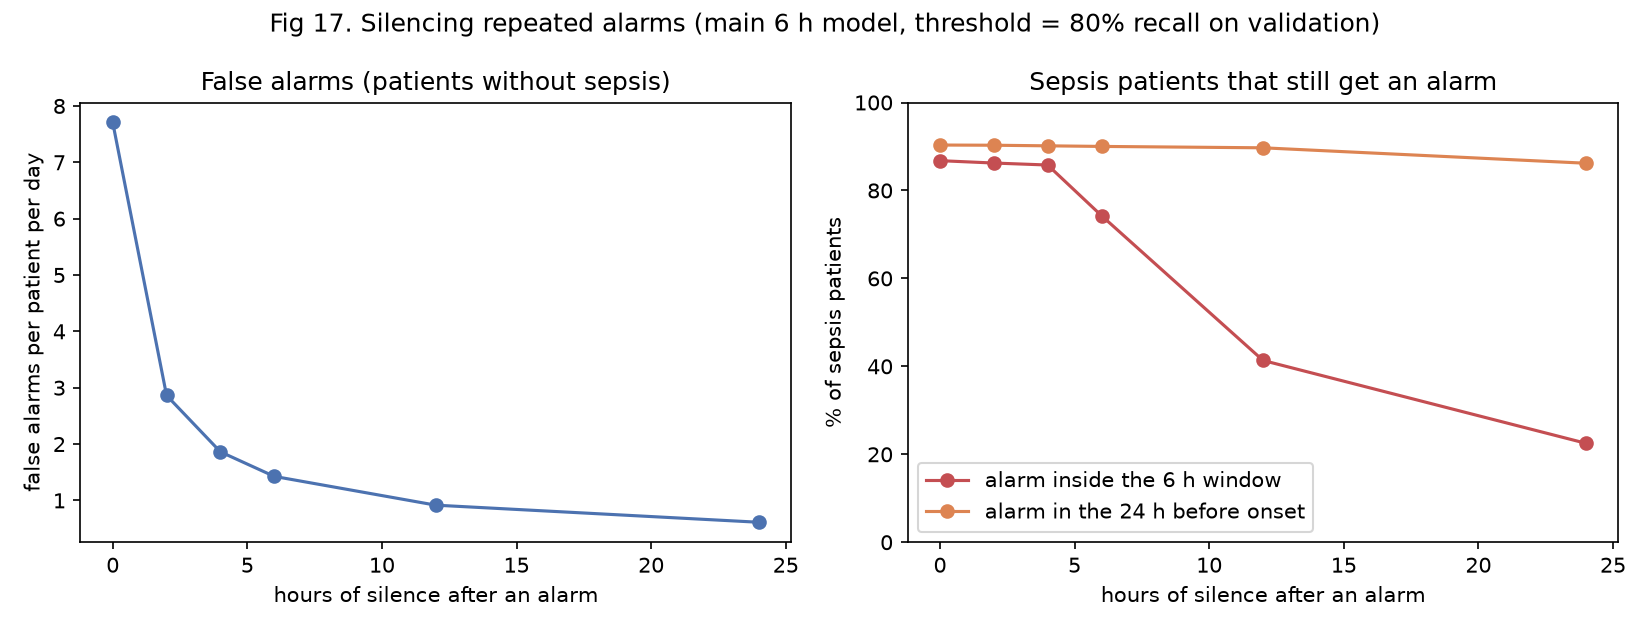 Fig 17. Silencing repeated alarms (main 6 h model, threshold = 80% recall on validation)
False alarms (patients without sepsis)
false alarms per patient per day
8
7
6
5
4
3
2
1
0
5
10
15
20
25
hours of silence after an alarm
Sepsis patients that still get an alarm
% of sepsis patients
100
80
60
40
20
0
alarm inside the 6 h window
alarm in the 24 h before onset
0
5
10
15
20
25
hours of silence after an alarm